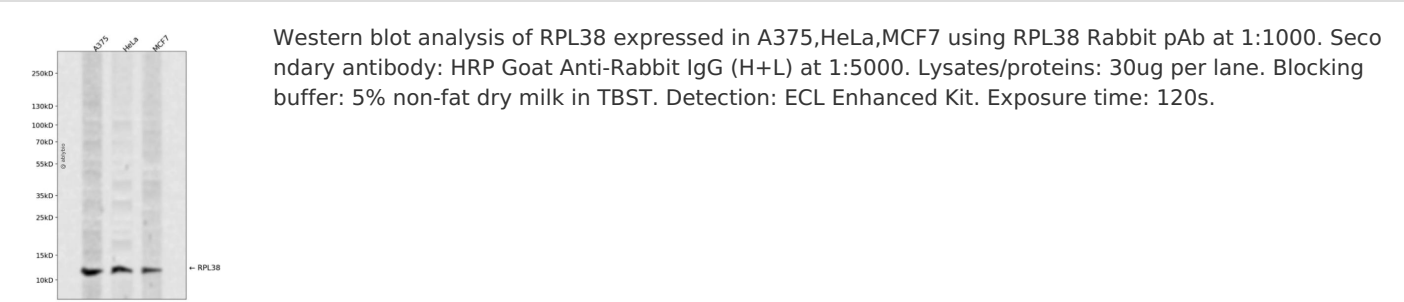 A375 HeLa MCF7
250kD
130kD
100kD
70kD
55kD
35kD
25kD
15kD
10kD
@ abybio
← RPL38
Western blot analysis of RPL38 expressed in A375,HeLa,MCF7 using RPL38 Rabbit pAb at 1:1000. Seco
ndary antibody: HRP Goat Anti-Rabbit IgG (H+L) at 1:5000. Lysates/proteins: 30ug per lane. Blocking
buffer: 5% non-fat dry milk in TBST. Detection: ECL Enhanced Kit. Exposure time: 120s.